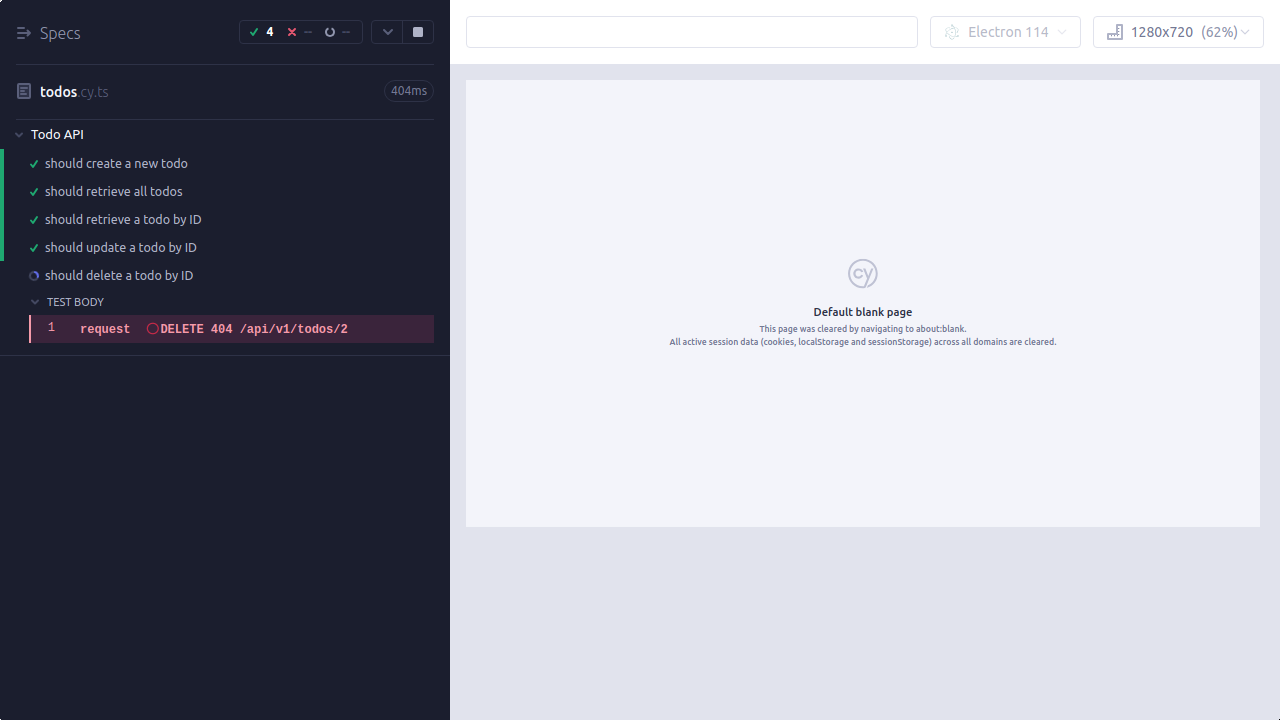 Specs
4
--
--
todos.cy.ts
404ms
Todo API
should create a new todo
should retrieve all todos
should retrieve a todo by ID
should update a todo by ID
should delete a todo by ID
TEST BODY
1 request DELETE 404 /api/v1/todos/2
Electron 114
1280x720 (62%)
cy
Default blank page
This page was cleared by navigating to about:blank.
All active session data (cookies, localStorage and sessionStorage) across all domains are cleared.